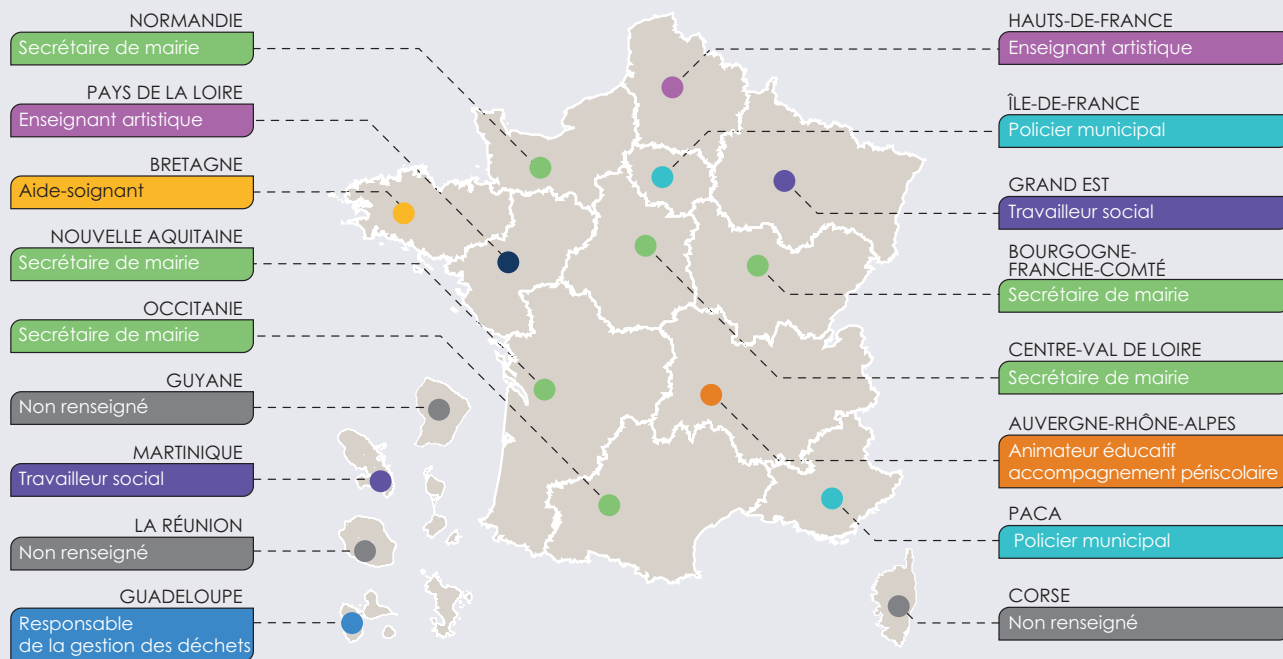 NORMANDIE
Secrétaire de mairie
PAYS DE LA LOIRE
Enseignant artistique
BRETAGNE
Aide-soignant
NOUVELLE AQUITAINE
Secrétaire de mairie
OCCITANIE
Secrétaire de mairie
GUYANE
Non renseigné
MARTINIQUE
Travailleur social
LA RÉUNION
Non renseigné
GUADELOUPE
Responsable
de la gestion des déchets
HAUTS-DE-FRANCE
Enseignant artistique
ÎLE-DE-FRANCE
Policier municipal
GRAND EST
Travailleur social
BOURGOGNE-
FRANCHE-COMTÉ
Secrétaire de mairie
CENTRE-VAL DE LOIRE
Secrétaire de mairie
AUVERGNE-RHÔNE-ALPES
Animateur éducatif
accompagnement périscolaire
PACA
Policier municipal
CORSE
Non renseigné